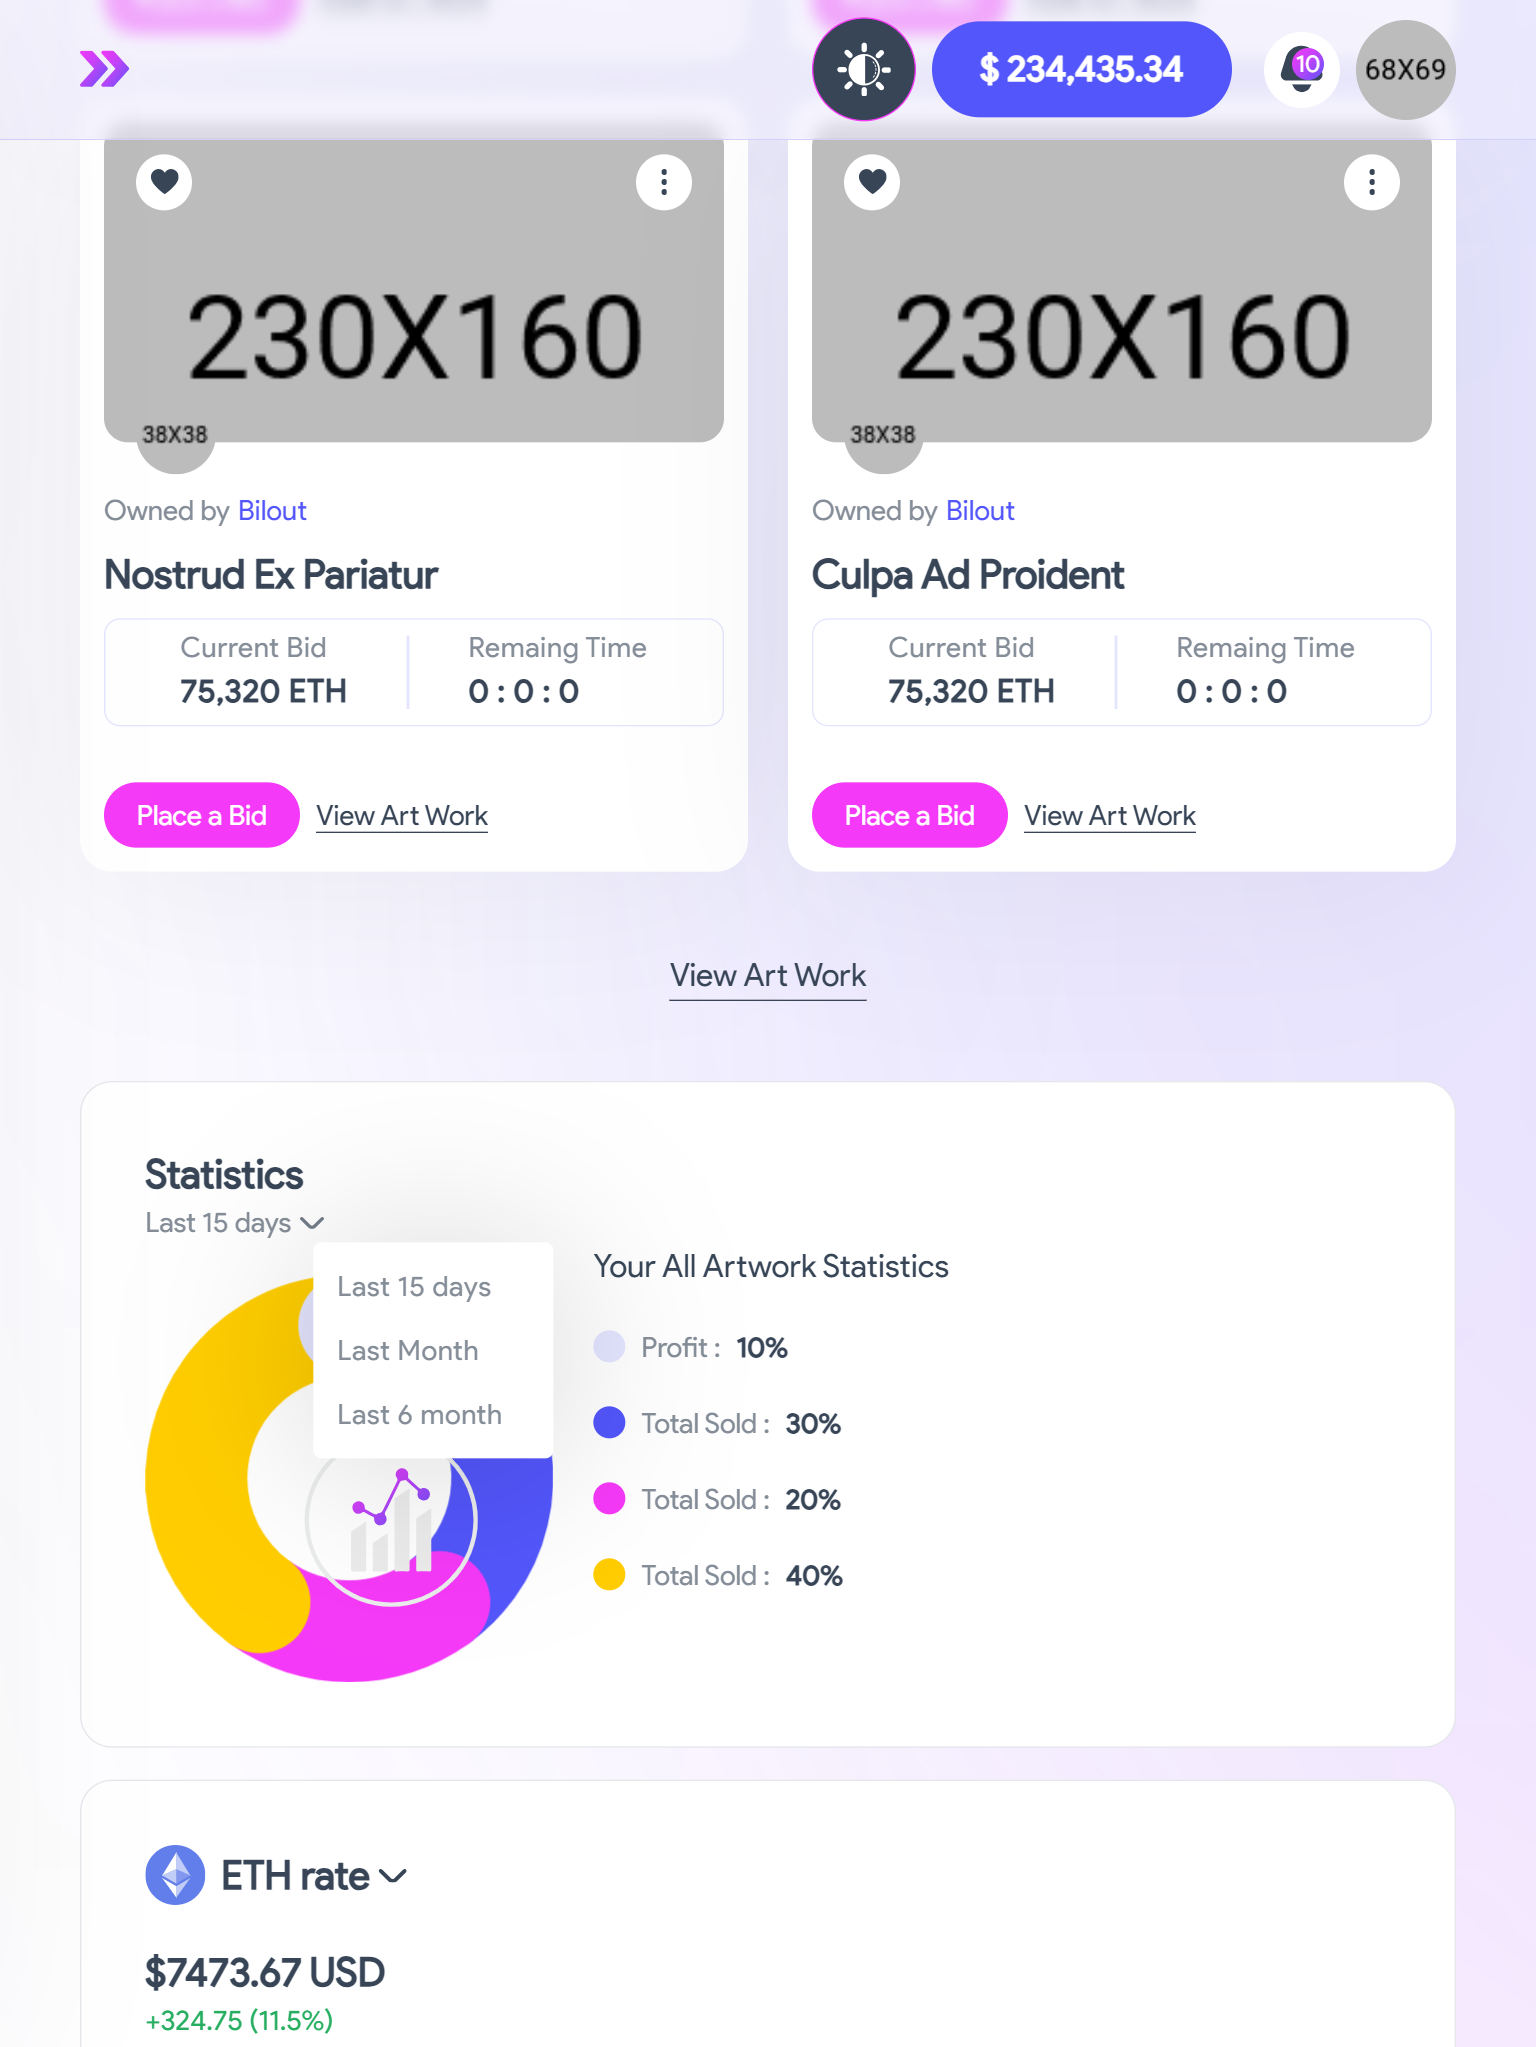 $ 234,435.34
10
68X69
230X160
38X38
Owned by Bilout
Nostrud Ex Pariatur
Current Bid
75,320 ETH
Remaing Time
0 : 0 : 0
Place a Bid
View Art Work
230X160
38X38
Owned by Bilout
Culpa Ad Proident
Current Bid
75,320 ETH
Remaing Time
0 : 0 : 0
Place a Bid
View Art Work
View Art Work
Statistics
Last 15 days
Last 15 days
Last Month
Last 6 month
Your All Artwork Statistics
Profit : 10%
Total Sold : 30%
Total Sold : 20%
Total Sold : 40%
ETH rate
$7473.67 USD
+324.75 (11.5%)